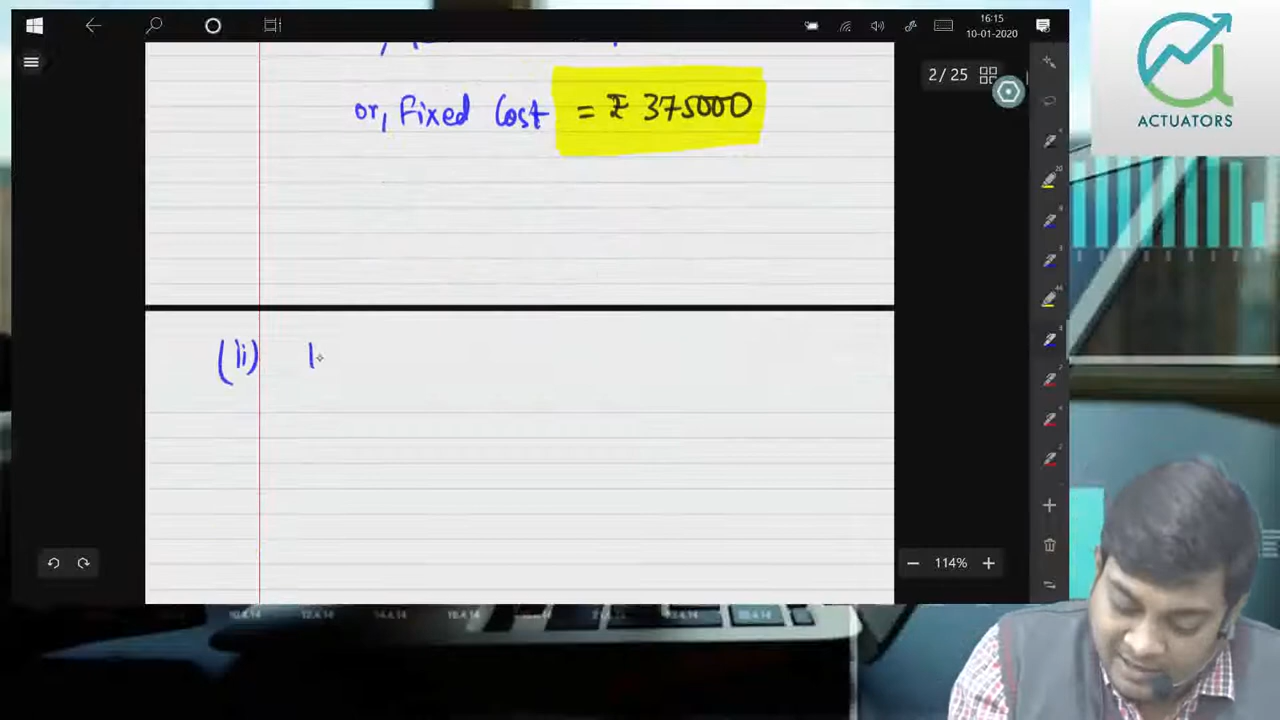 16:15
10-01-2020
2 / 25
or, Fixed Cost = ₹ 375000
(ii)
114%
ACTUATORS